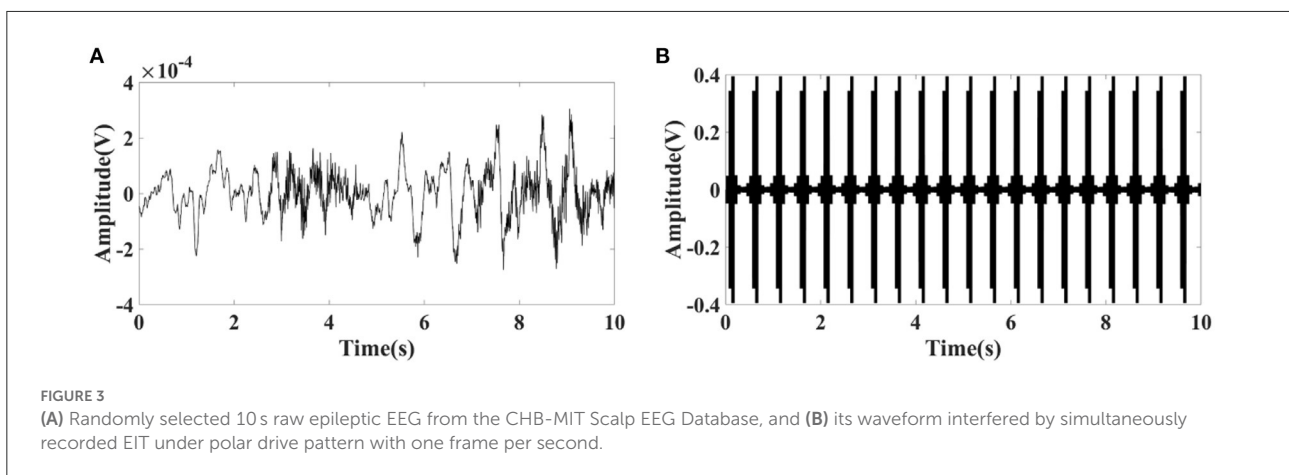 A
×10⁻⁴
4
2
0
-2
-4
Amplitude(V)
0 2 4 6 8 10
Time(s)
B
0.4
0.2
0
-0.2
-0.4
Amplitude(V)
0 2 4 6 8 10
Time(s)
FIGURE 3
(A) Randomly selected 10 s raw epileptic EEG from the CHB-MIT Scalp EEG Database, and (B) its waveform interfered by simultaneously
recorded EIT under polar drive pattern with one frame per second.